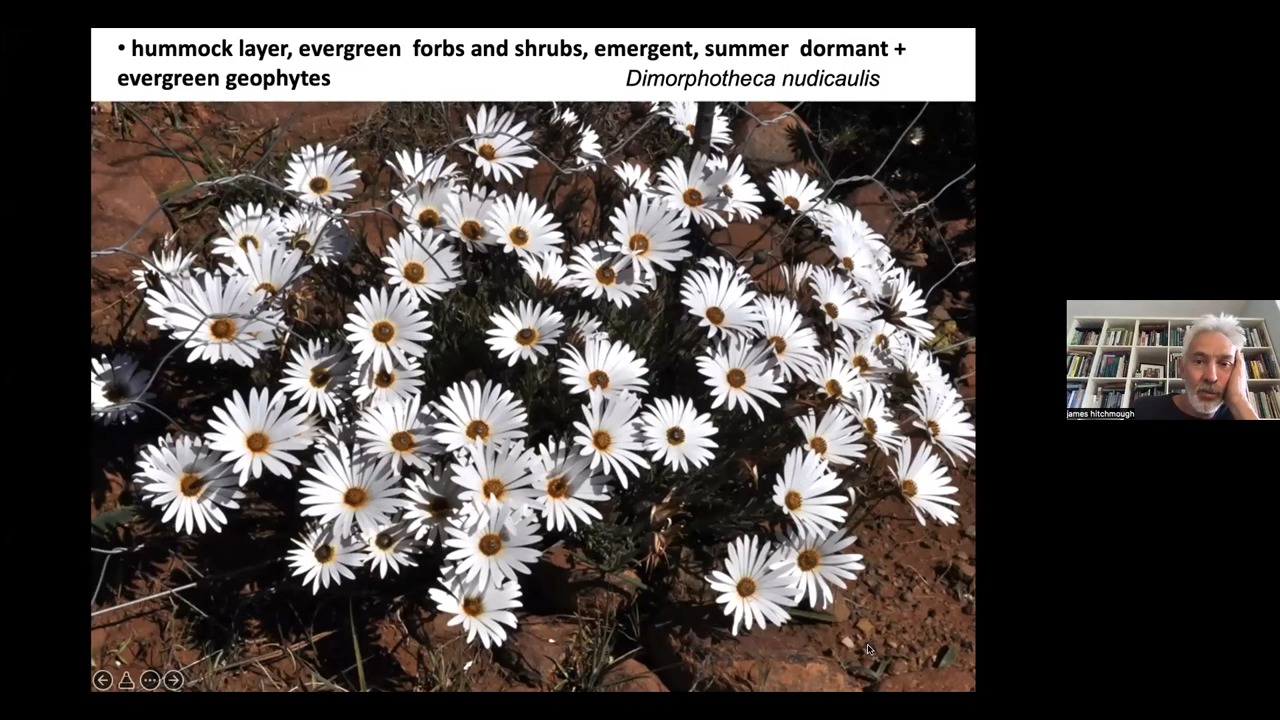 • hummock layer, evergreen forbs and shrubs, emergent, summer dormant +
evergreen geophytes
Dimorphotheca nudicaulis
james hitchmough